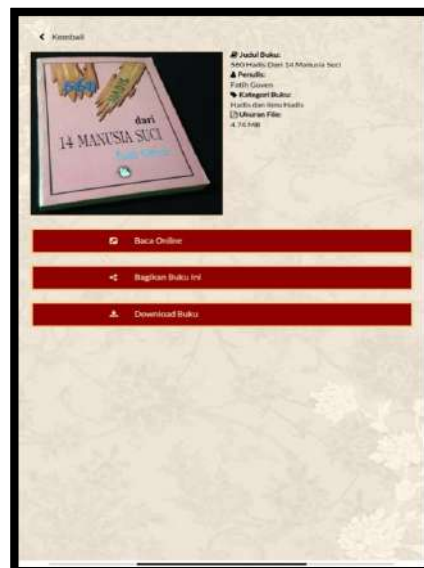 Kembali
560
dari
14 MANUSIA SUCI
Judul Buku:
560 Hadis Dari 14 Manusia Suci
Penulis:
Fatih Guven
Kategori Buku:
Hadis dan Ilmu Hadis
Ukuran File:
4.74 MB
Baca Online
Bagikan Buku Ini
Download Buku